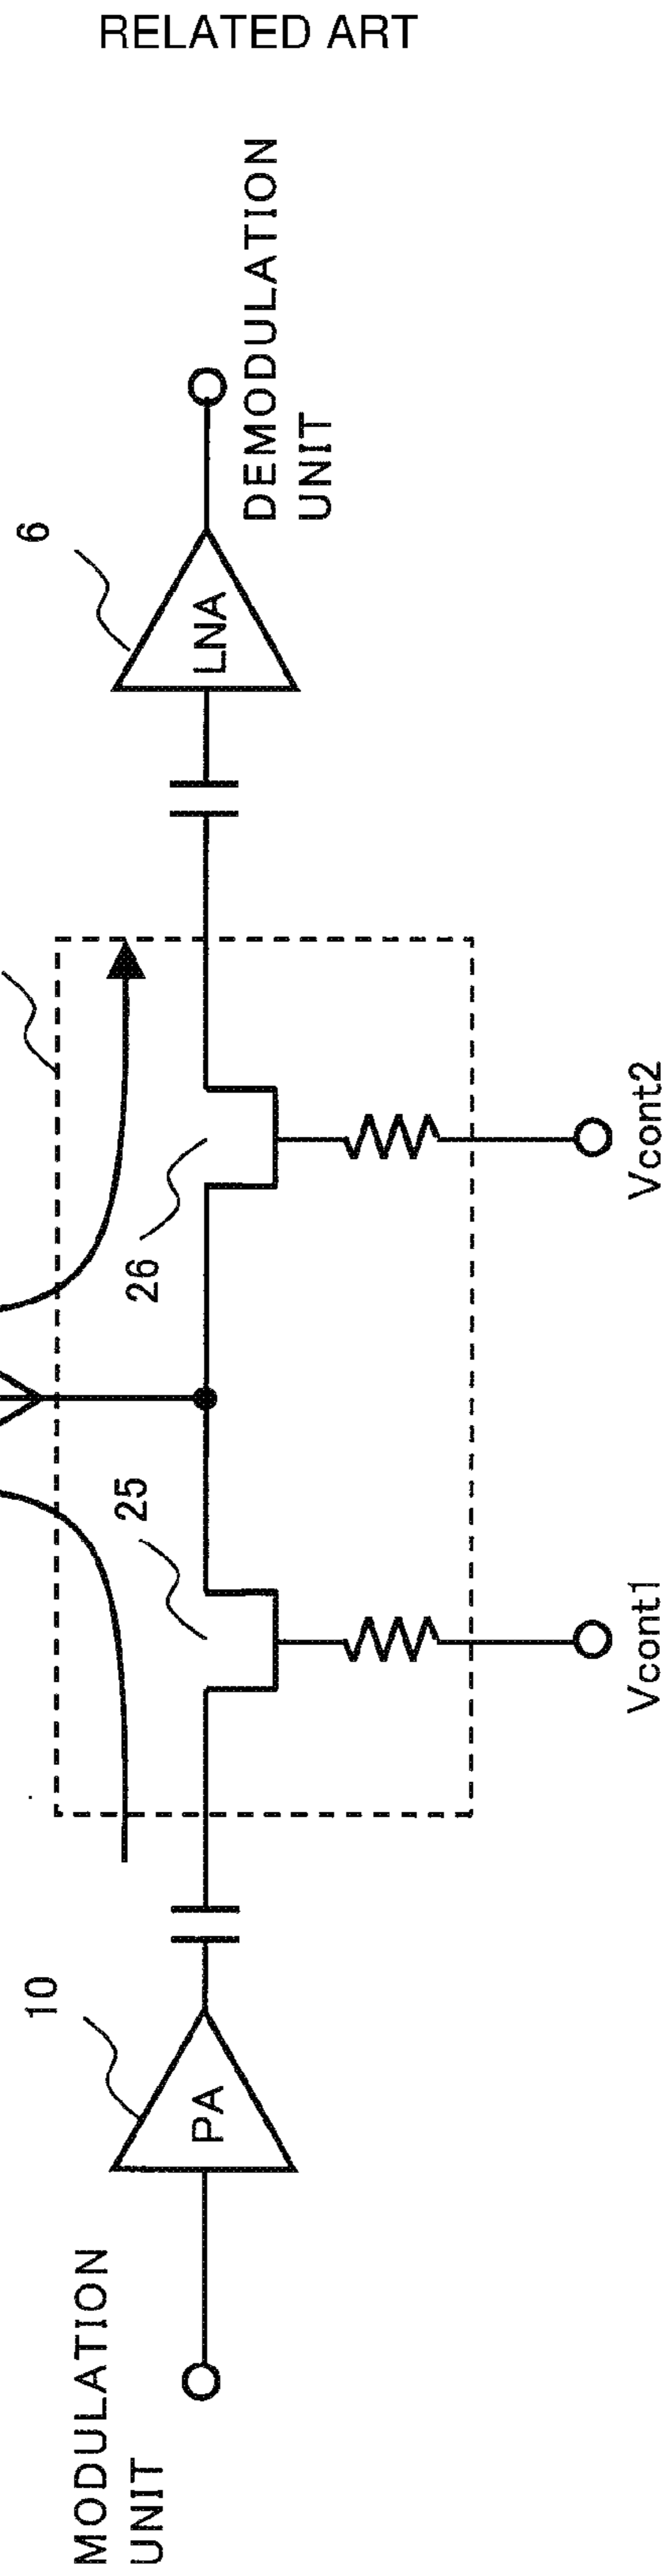 RELATED ART
MODULATION
UNIT
10
PA
25
26
Vcont1
Vcont2
6
LNA
DEMODULATION
UNIT